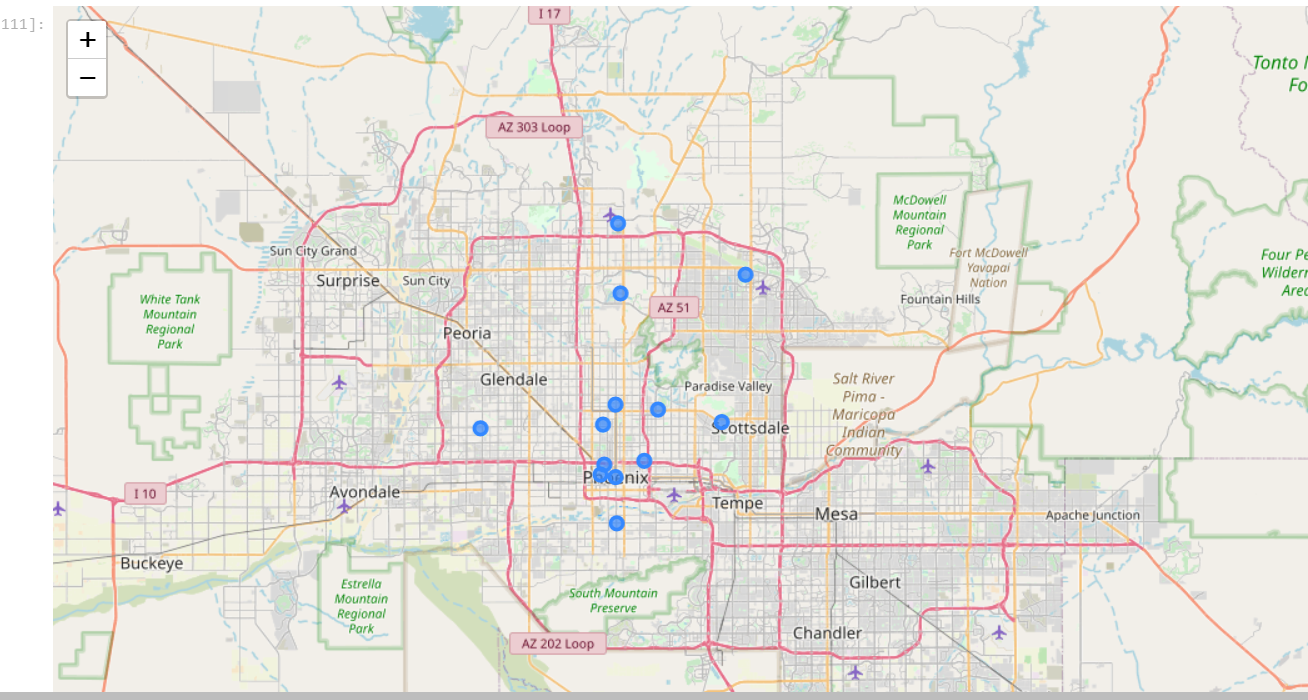 111]:
+
−
I 17
Tonto
Fo
AZ 303 Loop
McDowell
Mountain
Regional
Park
Sun City Grand
Fort McDowell
Yavapai
Nation
Four Pe
Wilder
Area
Surprise
Sun City
White Tank
Mountain
Regional
Park
Fountain Hills
AZ 51
Peoria
Glendale
Paradise Valley
Salt River
Pima -
Maricopa
Indian
Community
Scottsdale
Phoenix
I 10
Avondale
Tempe
Mesa
Apache Junction
Buckeye
Gilbert
Estrella
Mountain
Regional
Park
South Mountain
Preserve
Chandler
AZ 202 Loop